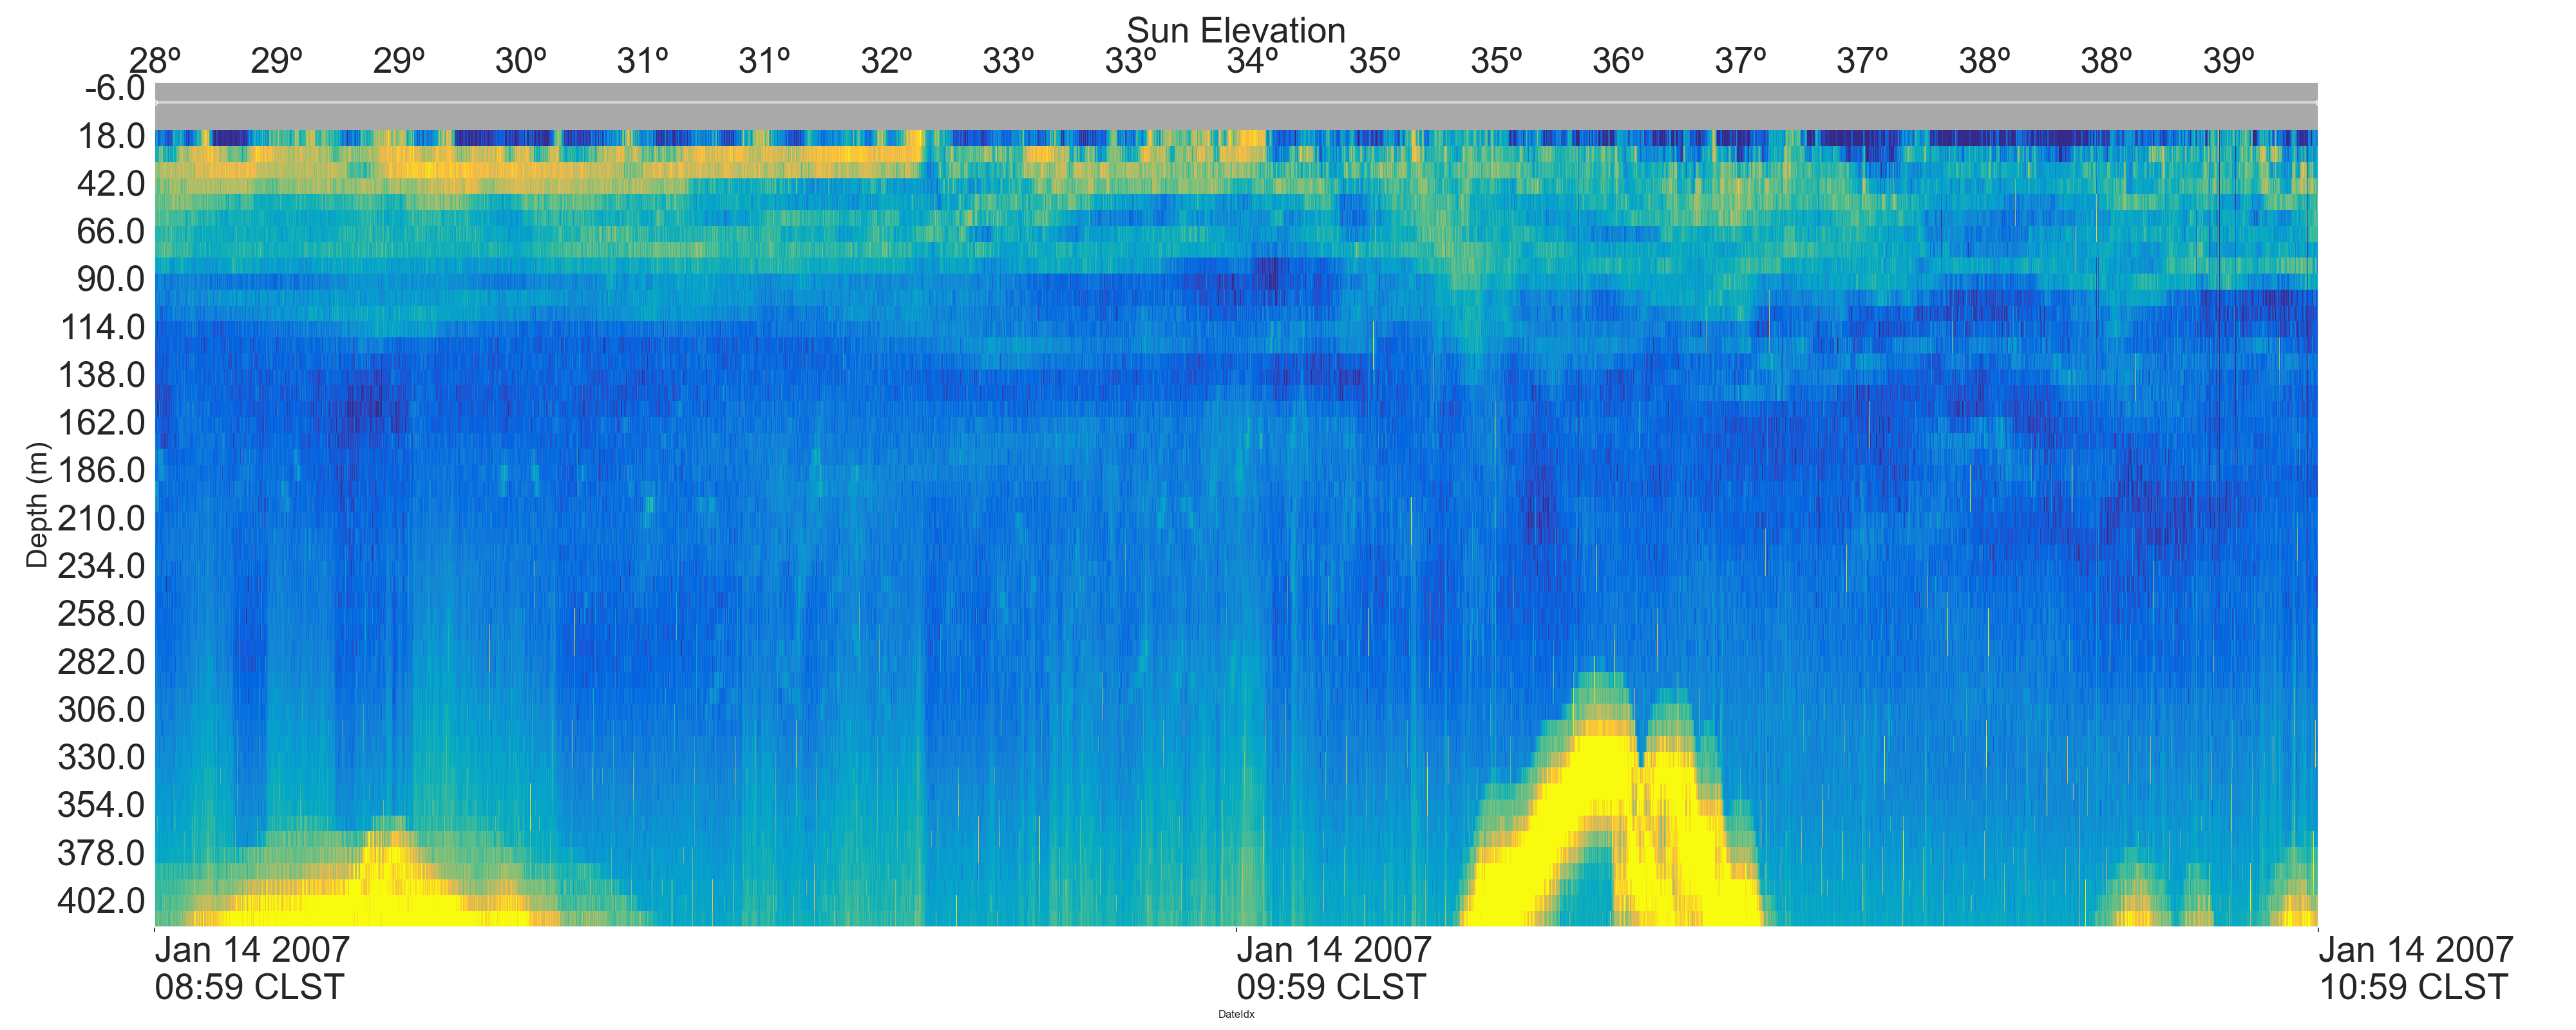 Sun Elevation
28º 29º 29º 30º 31º 31º 32º 33º 33º 34º 35º 35º 36º 37º 37º 38º 38º 39º
-6.0
18.0
42.0
66.0
90.0
114.0
138.0
162.0
186.0
210.0
234.0
258.0
282.0
306.0
330.0
354.0
378.0
402.0
Depth (m)
Jan 14 2007
08:59 CLST
Jan 14 2007
09:59 CLST
Jan 14 2007
10:59 CLST
DateIdx